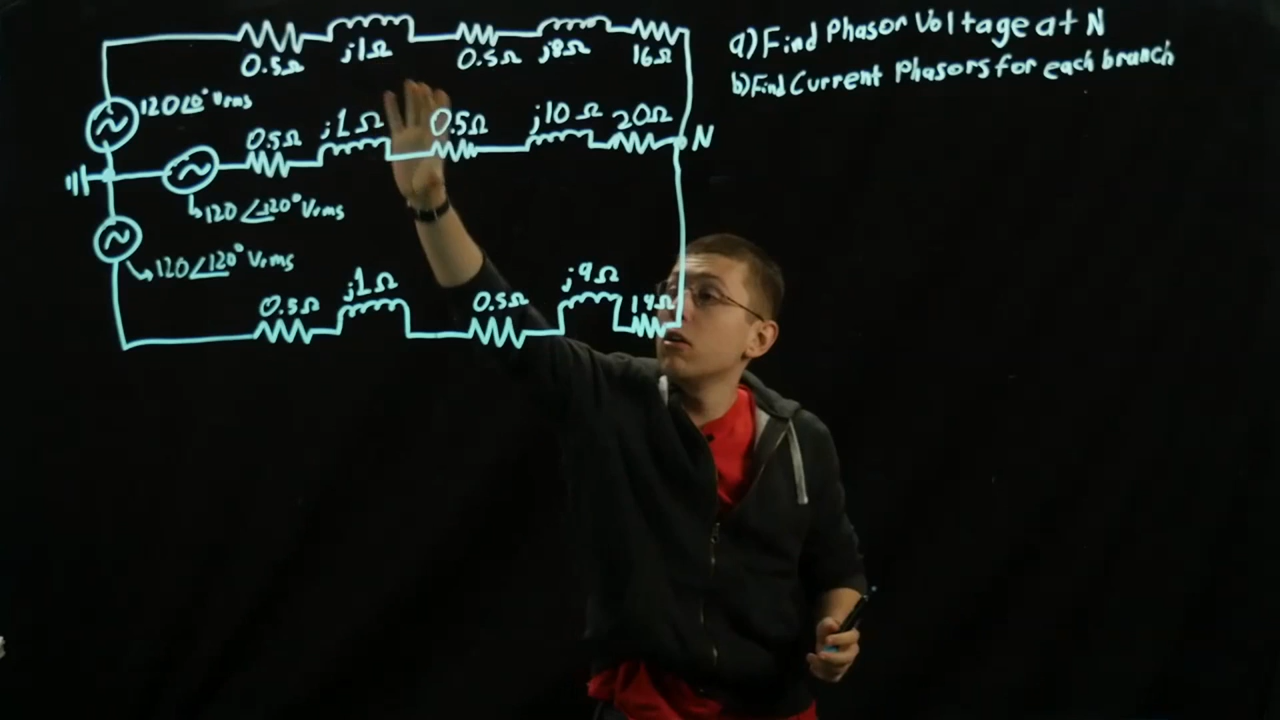 a) Find Phasor Voltage at N
b) Find Current Phasors for each branch
0.5Ω j1Ω 0.5Ω j8Ω 16Ω
120∠0° Vrms
0.5Ω j1Ω 0.5Ω j10Ω 20Ω N
120∠-120° Vrms
120∠120° Vrms
0.5Ω j1Ω 0.5Ω j9Ω